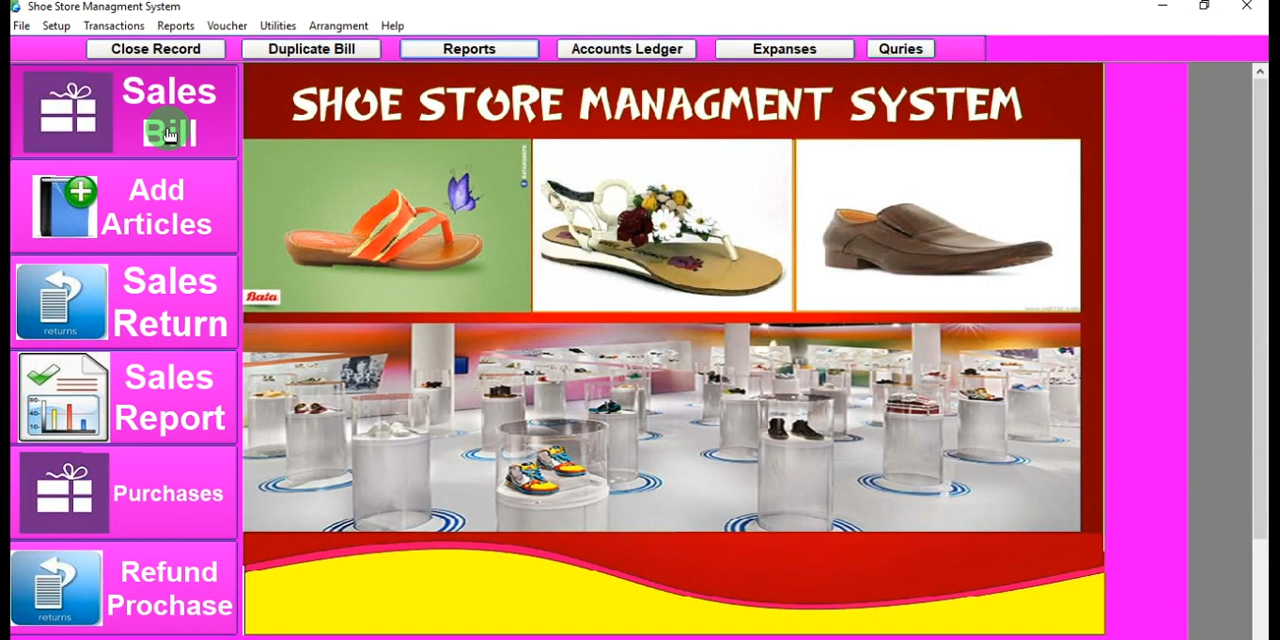 Shoe Store Managment System
File Setup Transactions Reports Voucher Utilities Arrangment Help
Close Record Duplicate Bill Reports Accounts Ledger Expanses Quries
Sales
Bill
SHOE STORE MANAGMENT SYSTEM
Add
Articles
Bata
Sales
Return
returns
Sales
Report
Purchases
Refund
Prochase
returns